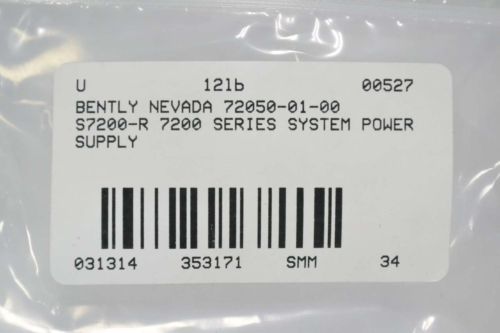 U 12lb 00527
BENTLY NEVADA 72050-01-00
S7200-R 7200 SERIES SYSTEM POWER
SUPPLY
031314 353171 SMM 34